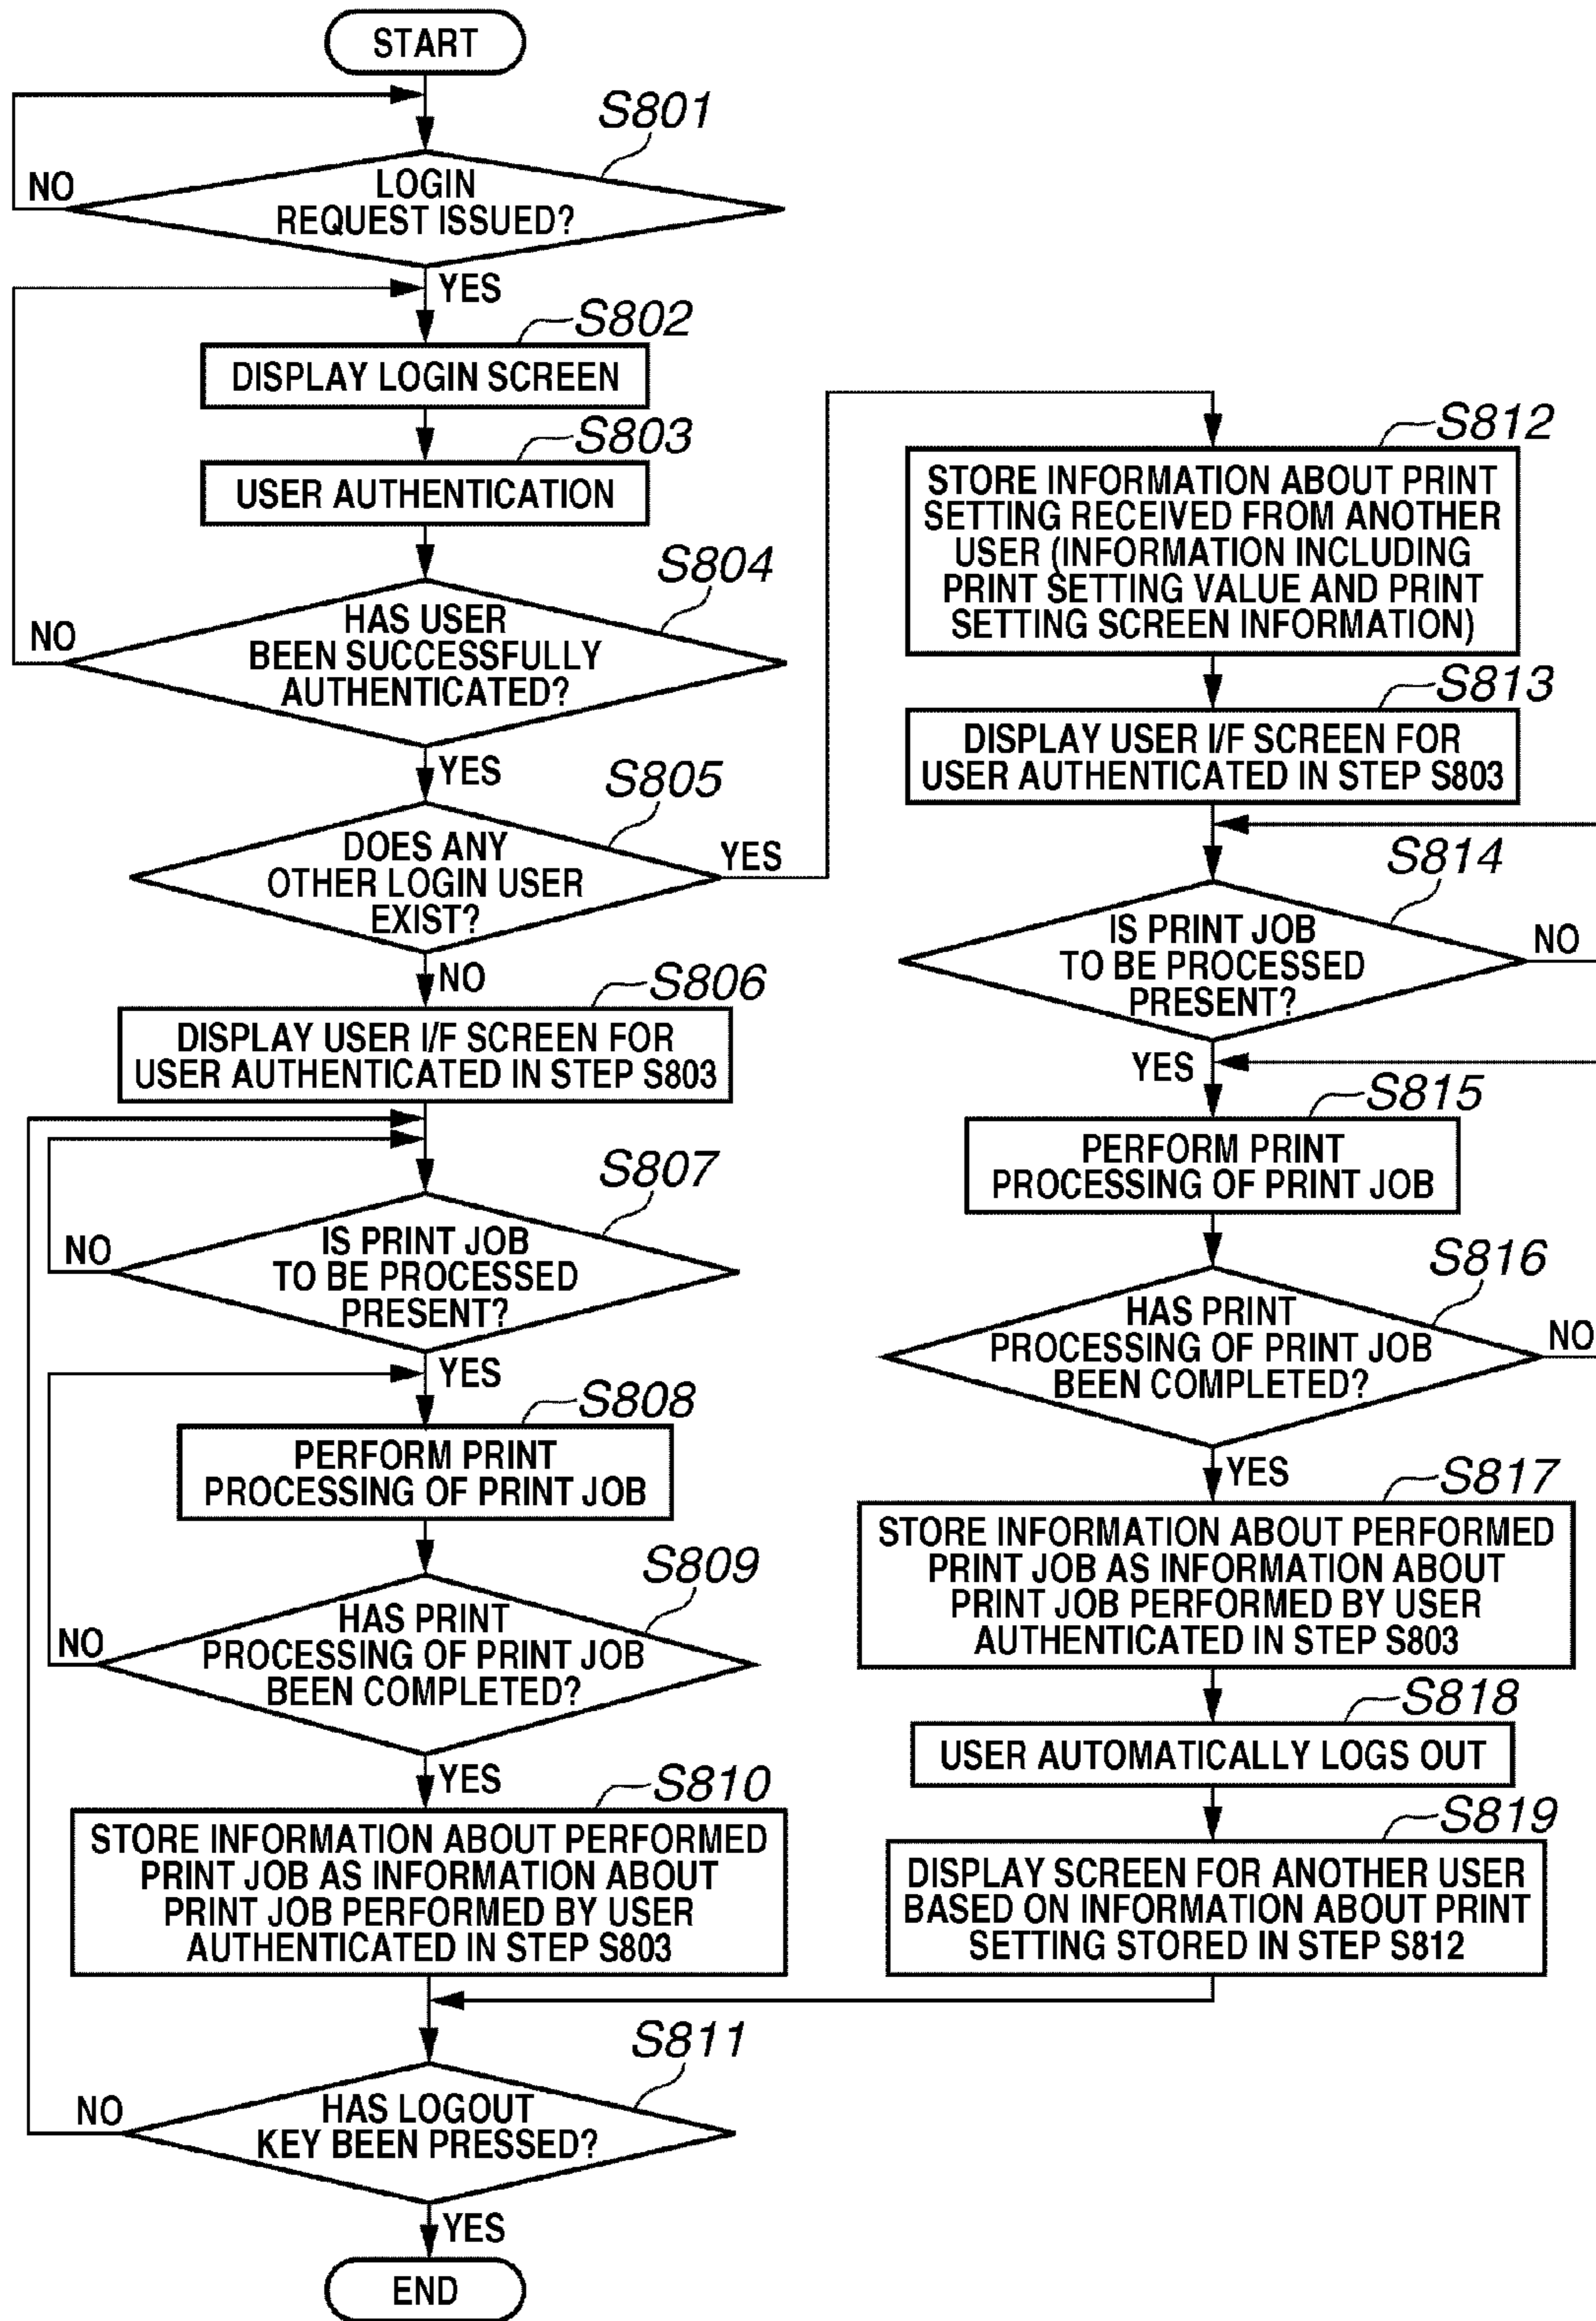 START
S801
LOGIN
REQUEST ISSUED?
NO
YES
S802
DISPLAY LOGIN SCREEN
S803
USER AUTHENTICATION
S804
HAS USER
BEEN SUCCESSFULLY
AUTHENTICATED?
NO
YES
S805
DOES ANY
OTHER LOGIN USER
EXIST?
YES
NO
S806
DISPLAY USER I/F SCREEN FOR
USER AUTHENTICATED IN STEP S803
S807
IS PRINT JOB
TO BE PROCESSED
PRESENT?
NO
YES
S808
PERFORM PRINT
PROCESSING OF PRINT JOB
S809
HAS PRINT
PROCESSING OF PRINT JOB
BEEN COMPLETED?
NO
YES
S810
STORE INFORMATION ABOUT PERFORMED
PRINT JOB AS INFORMATION ABOUT
PRINT JOB PERFORMED BY USER
AUTHENTICATED IN STEP S803
S811
HAS LOGOUT
KEY BEEN PRESSED?
NO
YES
END
S812
STORE INFORMATION ABOUT PRINT
SETTING RECEIVED FROM ANOTHER
USER (INFORMATION INCLUDING
PRINT SETTING VALUE AND PRINT
SETTING SCREEN INFORMATION)
S813
DISPLAY USER I/F SCREEN FOR
USER AUTHENTICATED IN STEP S803
S814
IS PRINT JOB
TO BE PROCESSED
PRESENT?
NO
YES
S815
PERFORM PRINT
PROCESSING OF PRINT JOB
S816
HAS PRINT
PROCESSING OF PRINT JOB
BEEN COMPLETED?
NO
YES
S817
STORE INFORMATION ABOUT PERFORMED
PRINT JOB AS INFORMATION ABOUT
PRINT JOB PERFORMED BY USER
AUTHENTICATED IN STEP S803
S818
USER AUTOMATICALLY LOGS OUT
S819
DISPLAY SCREEN FOR ANOTHER USER
BASED ON INFORMATION ABOUT PRINT
SETTING STORED IN STEP S812